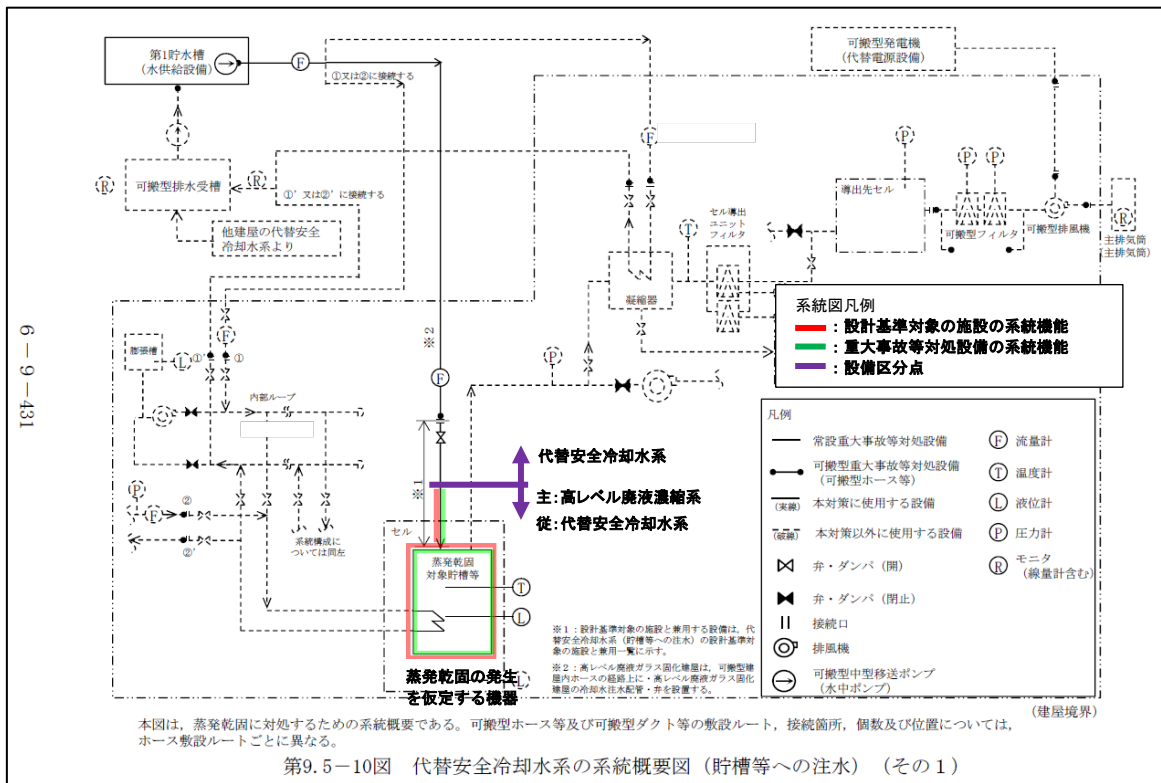 第1貯水槽
(水供給設備)
F
①又は②に接続する
可搬型発電機
(代替電源設備)
R
可搬型排水受槽
R
①’又は②’に接続する
他建屋の代替安全
冷却水系より
F
P
P
P
導出先セル
セル導出
ユニット
フィルタ
T
可搬型フィルタ
可搬型排風機
R
主排気筒
(主排気筒)
凝縮器
※2
F
P
膨張槽
L
①’
①
F
内部ループ
系統図凡例
:設計基準対象の施設の系統機能
:重大事故等対処設備の系統機能
:設備区分点
6-9-431
代替安全冷却水系
※1
主:高レベル廃液濃縮系
従:代替安全冷却水系
P
F
②
②’
系統構成に
ついては同左
セル
蒸発乾固
対象貯槽等
T
L
蒸発乾固の発生
を仮定する機器
L
※1:設計基準対象の施設と兼用する設備は,代
替安全冷却水系(貯槽等への注水)の設計基準対
象の施設と兼用一覧に示す。
※2:高レベル廃液ガラス固化建屋は,可搬型建
屋内ホースの経路上に・高レベル廃液ガラス固化
建屋の冷却水注水配管・弁を設置する。
凡例
常設重大事故等対処設備
可搬型重大事故等対処設備
(可搬型ホース等)
(実線)
本対策に使用する設備
(破線)
本対策以外に使用する設備
弁・ダンパ(開)
弁・ダンパ(閉止)
接続口
排風機
可搬型中型移送ポンプ
(水中ポンプ)
F 流量計
T 温度計
L 液位計
P 圧力計
R モニタ
(線量計含む)
(建屋境界)
本図は,蒸発乾固に対処するための系統概要である。可搬型ホース等及び可搬型ダクト等の敷設ルート,接続箇所,個数及び位置については,
ホース敷設ルートごとに異なる。
第9.5-10図 代替安全冷却水系の系統概要図(貯槽等への注水)(その1)